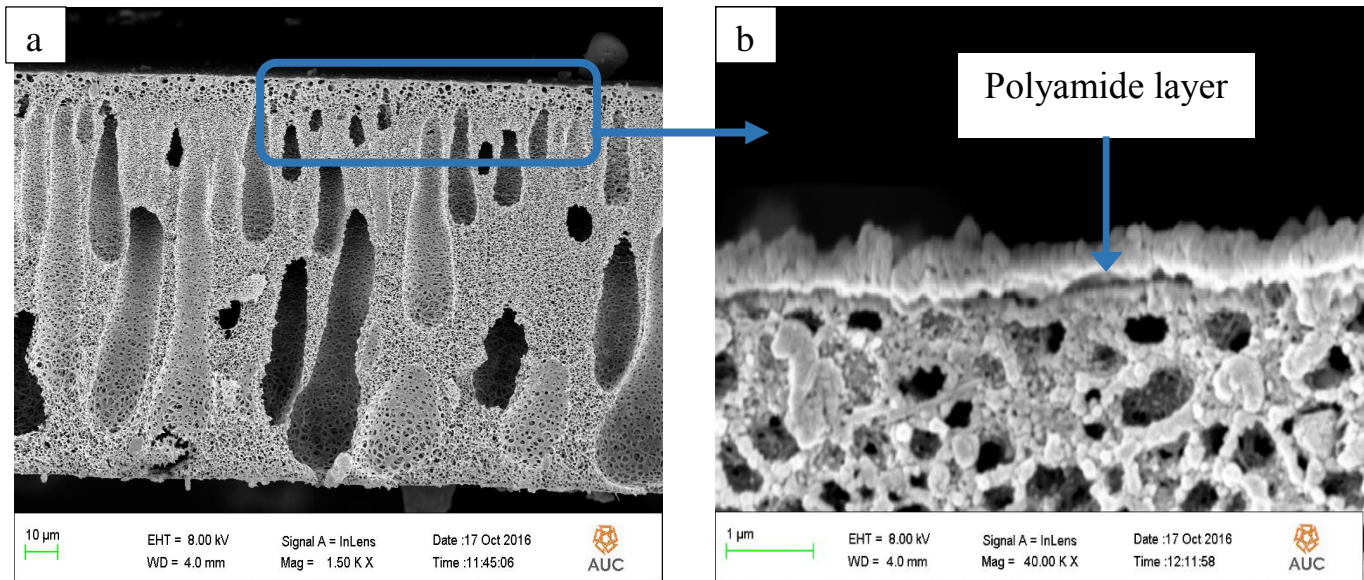 a
b
Polyamide layer
10 µm
EHT = 8.00 kV
WD = 4.0 mm
Signal A = InLens
Mag = 1.50 K X
Date :17 Oct 2016
Time :11:45:06
AUC
1 µm
EHT = 8.00 kV
WD = 4.0 mm
Signal A = InLens
Mag = 40.00 K X
Date :17 Oct 2016
Time :12:11:58
AUC